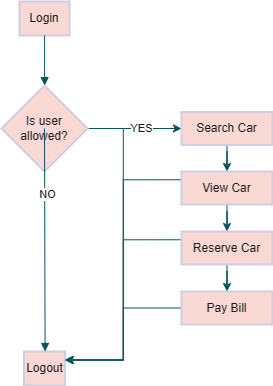 Login
Is user
allowed?
YES
Search Car
View Car
NO
Reserve Car
Pay Bill
Logout